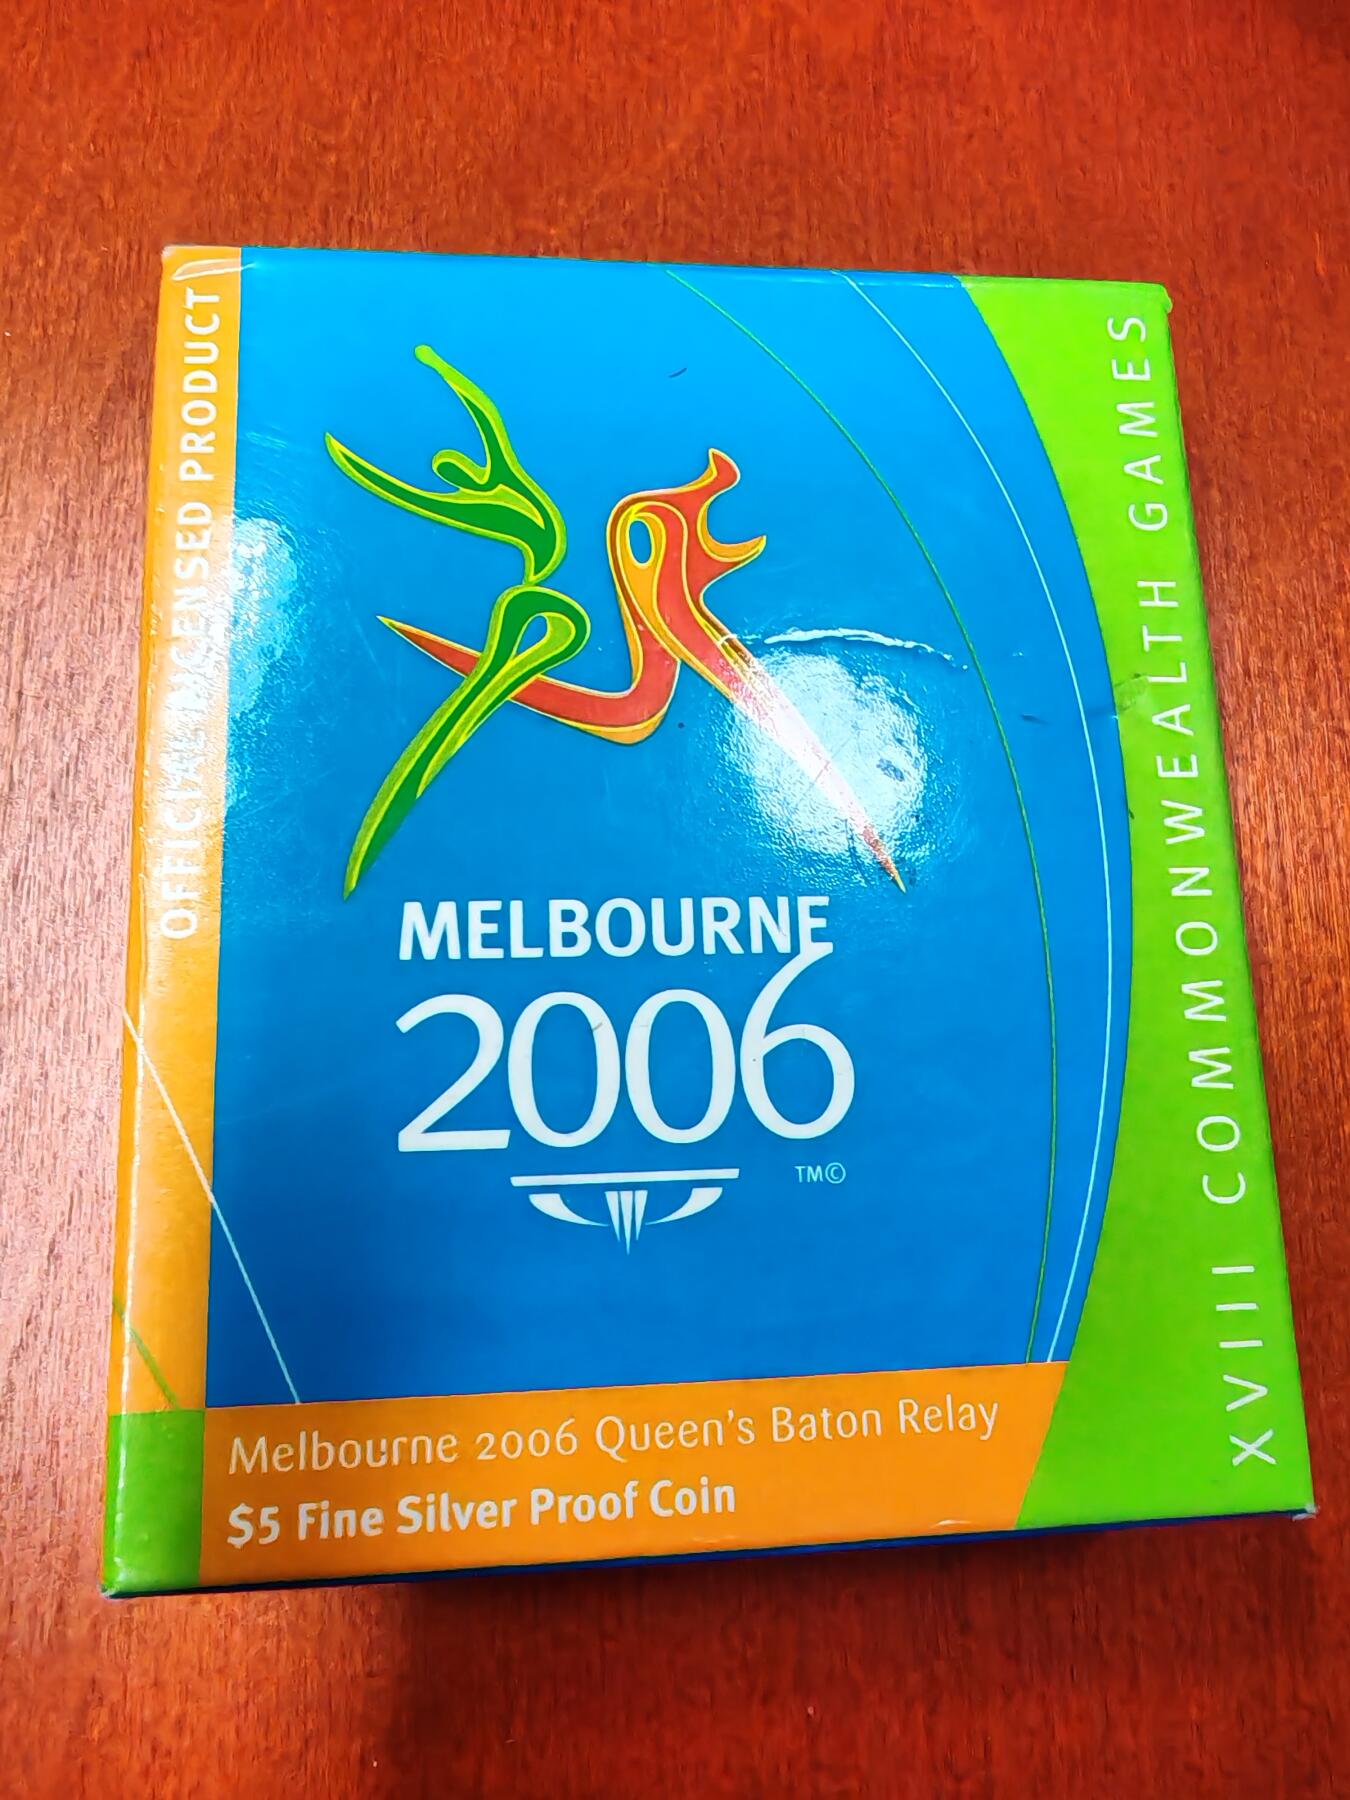 OFFICIAL LICENSED PRODUCT
MELBOURNE
2006
TM©
XVIII COMMONWEALTH GAMES
Melbourne 2006 Queen's Baton Relay
$5 Fine Silver Proof Coin